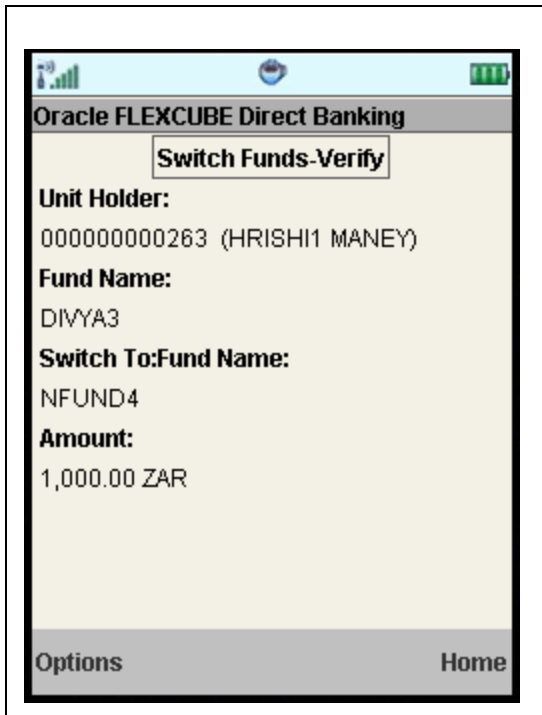 Oracle FLEXCUBE Direct Banking
Switch Funds-Verify
Unit Holder:
000000000263 (HRISHI1 MANEY)
Fund Name:
DIVYA3
Switch To:Fund Name:
NFUND4
Amount:
1,000.00 ZAR
Options Home